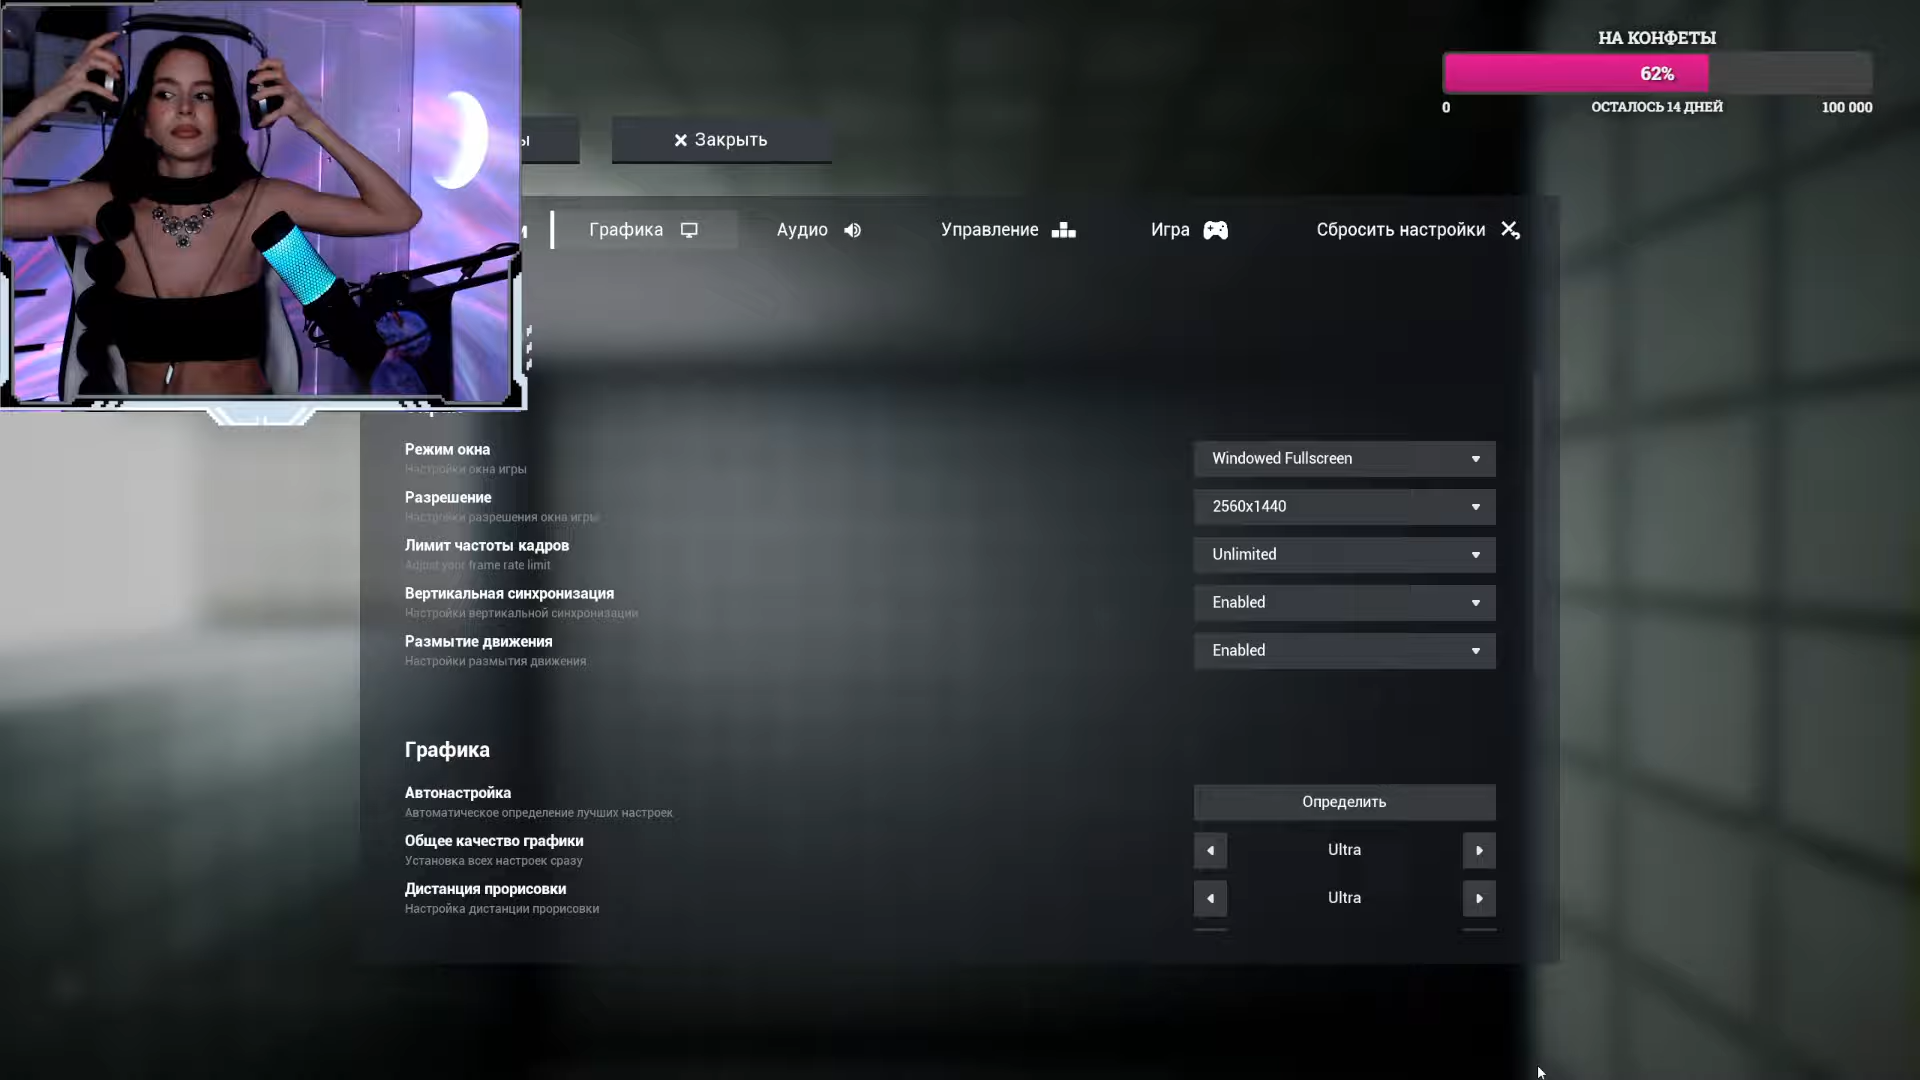 НА КОНФЕТЫ
62%
0
ОСТАЛОСЬ 14 ДНЕЙ
100 000
Закрыть
Графика
Аудио
Управление
Игра
Сбросить настройки
Режим окна
Настройки окна игры
Windowed Fullscreen
Разрешение
Настройки разрешения окна игры
2560x1440
Лимит частоты кадров
Adjust your frame rate limit
Unlimited
Вертикальная синхронизация
Настройки вертикальной синхронизации
Enabled
Размытие движения
Настройки размытия движения
Enabled
Графика
Автонастройка
Автоматическое определение лучших настроек
Определить
Общее качество графики
Установка всех настроек сразу
Ultra
Дистанция прорисовки
Настройка дистанции прорисовки
Ultra